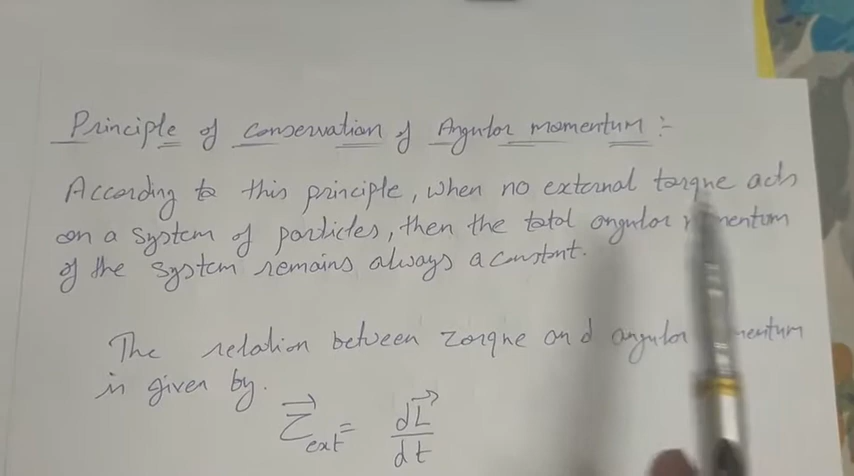 Principle of Conservation of Angular momentum :-
According to this principle, when no external torque acts
on a system of particles, then the total angular momentum
of the system remains always a constant.
The relation between torque and angular momentum
is given by.
τ⃗ext = dL⃗/dt